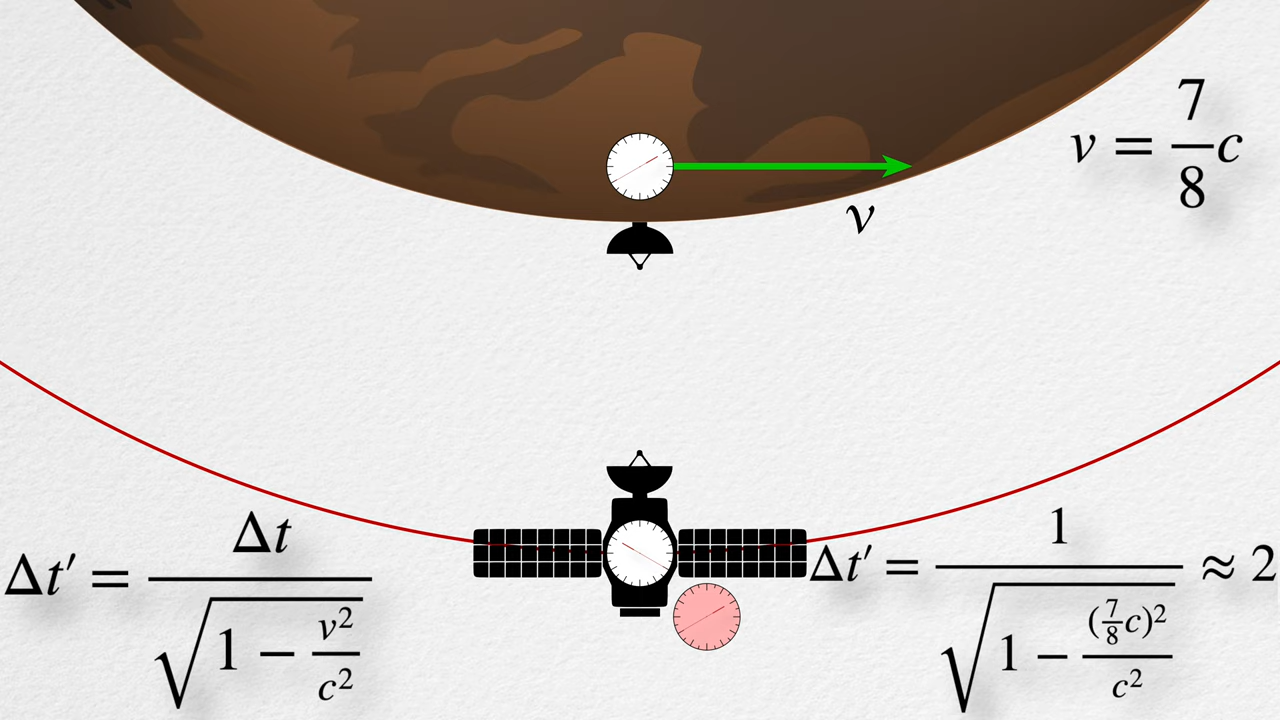 v = 7/8 c
v
Δt′ = Δt / √(1 − v²/c²)
Δt′ = 1 / √(1 − (7/8 c)²/c²) ≈ 2